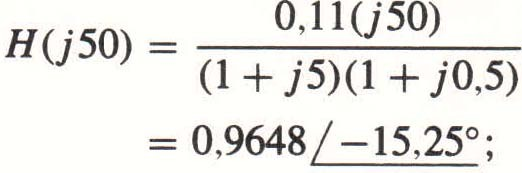 H(j50) = 0,11(j50) / (1 + j5)(1 + j0,5)
= 0,9648/−15,25°;